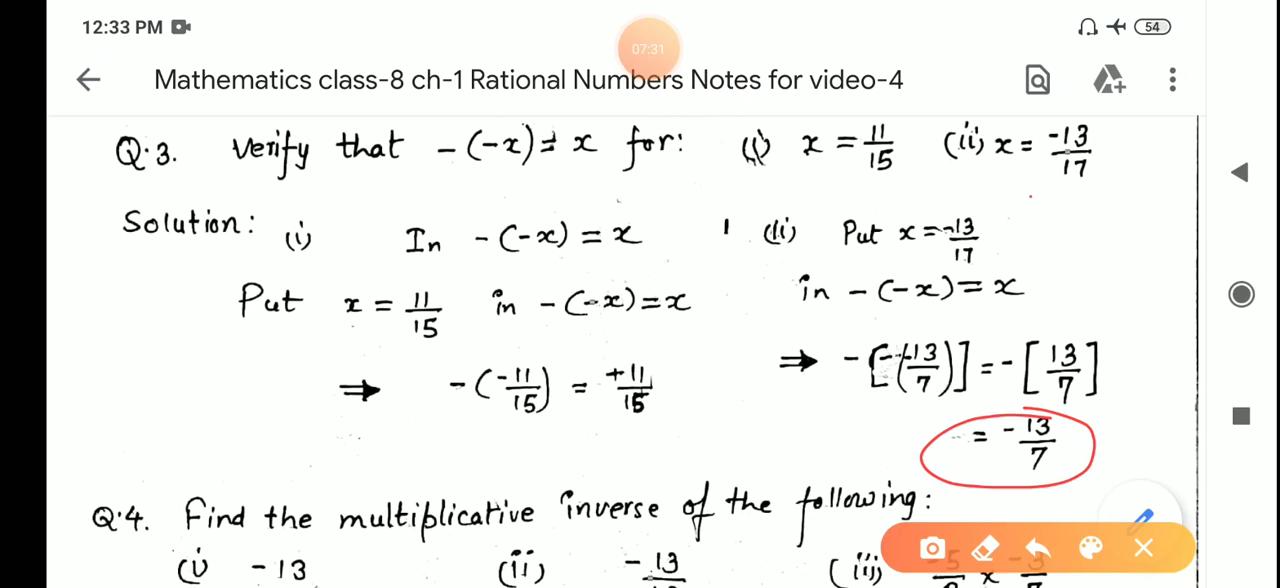 12:33 PM
07:31
54
Mathematics class-8 ch-1 Rational Numbers Notes for video-4
Q.3. Verify that -(-x) = x for: (i) x = 11/15 (ii) x = -13/17
Solution: (i) In -(-x) = x
Put x = 11/15 in -(-x) = x
⇒ -(-11/15) = +11/15
(ii) Put x = -13/17
in -(-x) = x
⇒ -[-(-13/7)] = -[13/7]
= -13/7
Q.4. Find the multiplicative inverse of the following:
(i) -13 (ii) -13 (iii) x